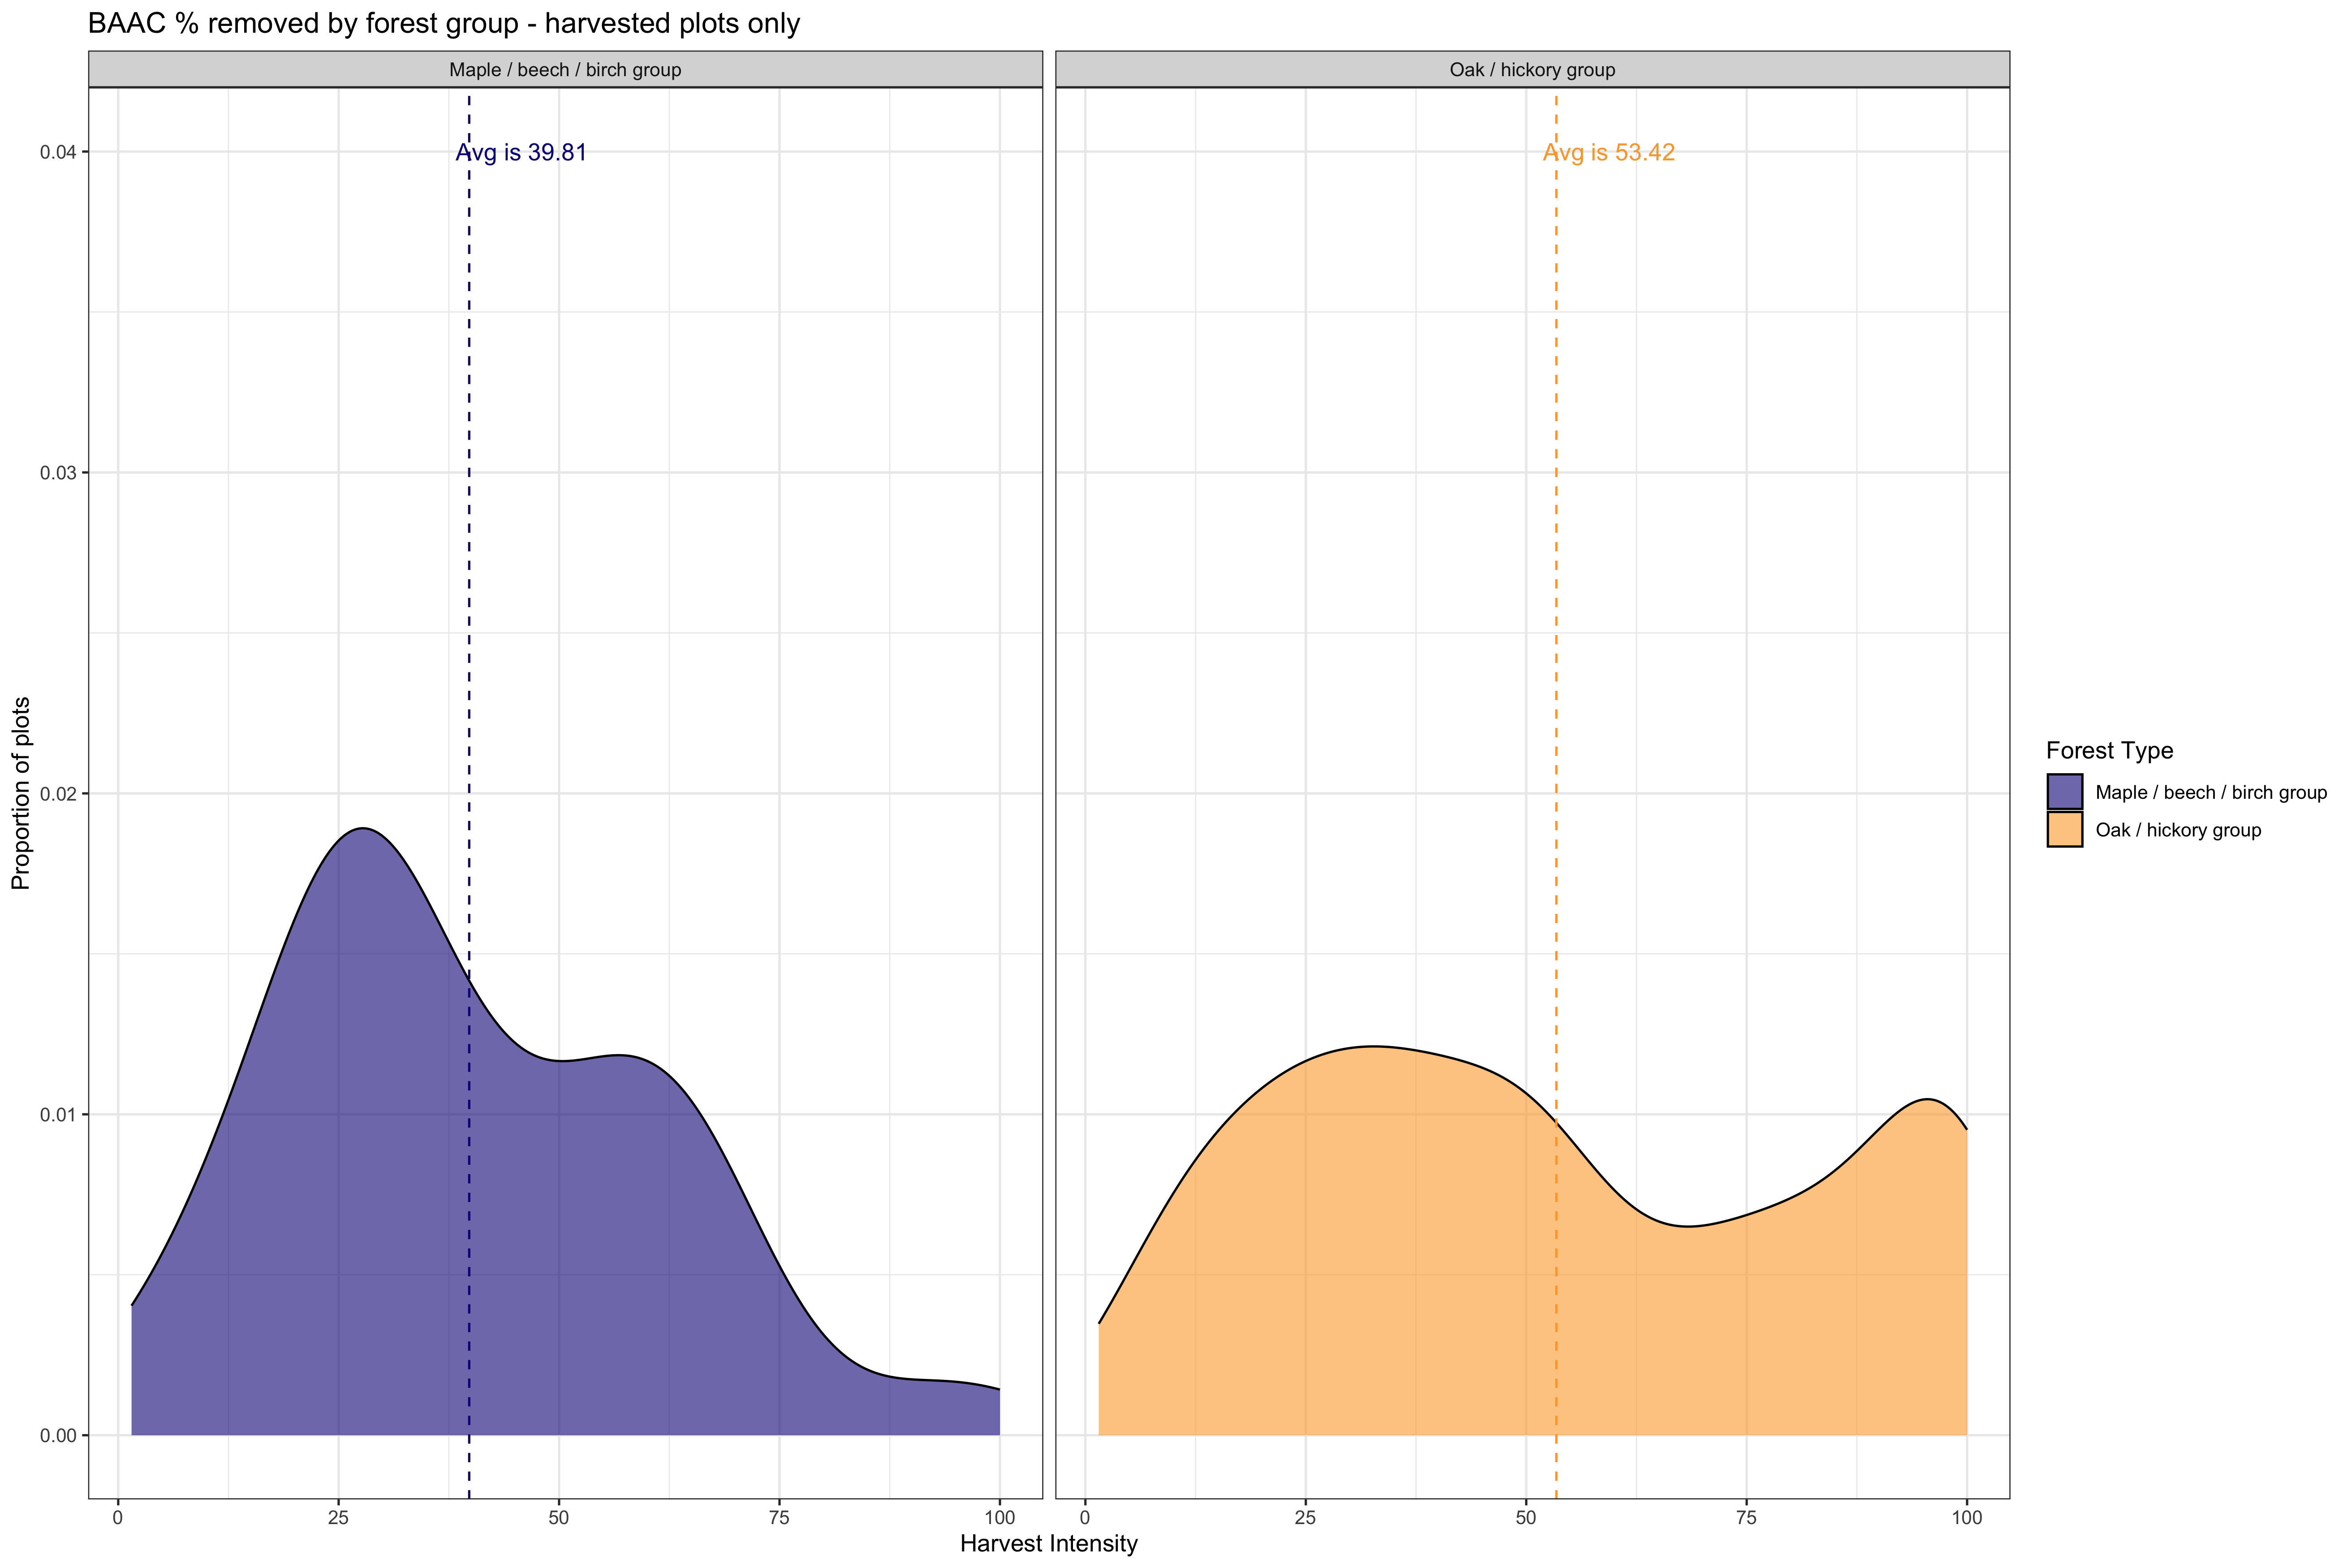 BAAC % removed by forest group - harvested plots only
Maple / beech / birch group
Oak / hickory group
Avg is 39.81
Avg is 53.42
0.04
0.03
0.02
0.01
0.00
Proportion of plots
0 25 50 75 100
0 25 50 75 100
Harvest Intensity
Forest Type
Maple / beech / birch group
Oak / hickory group